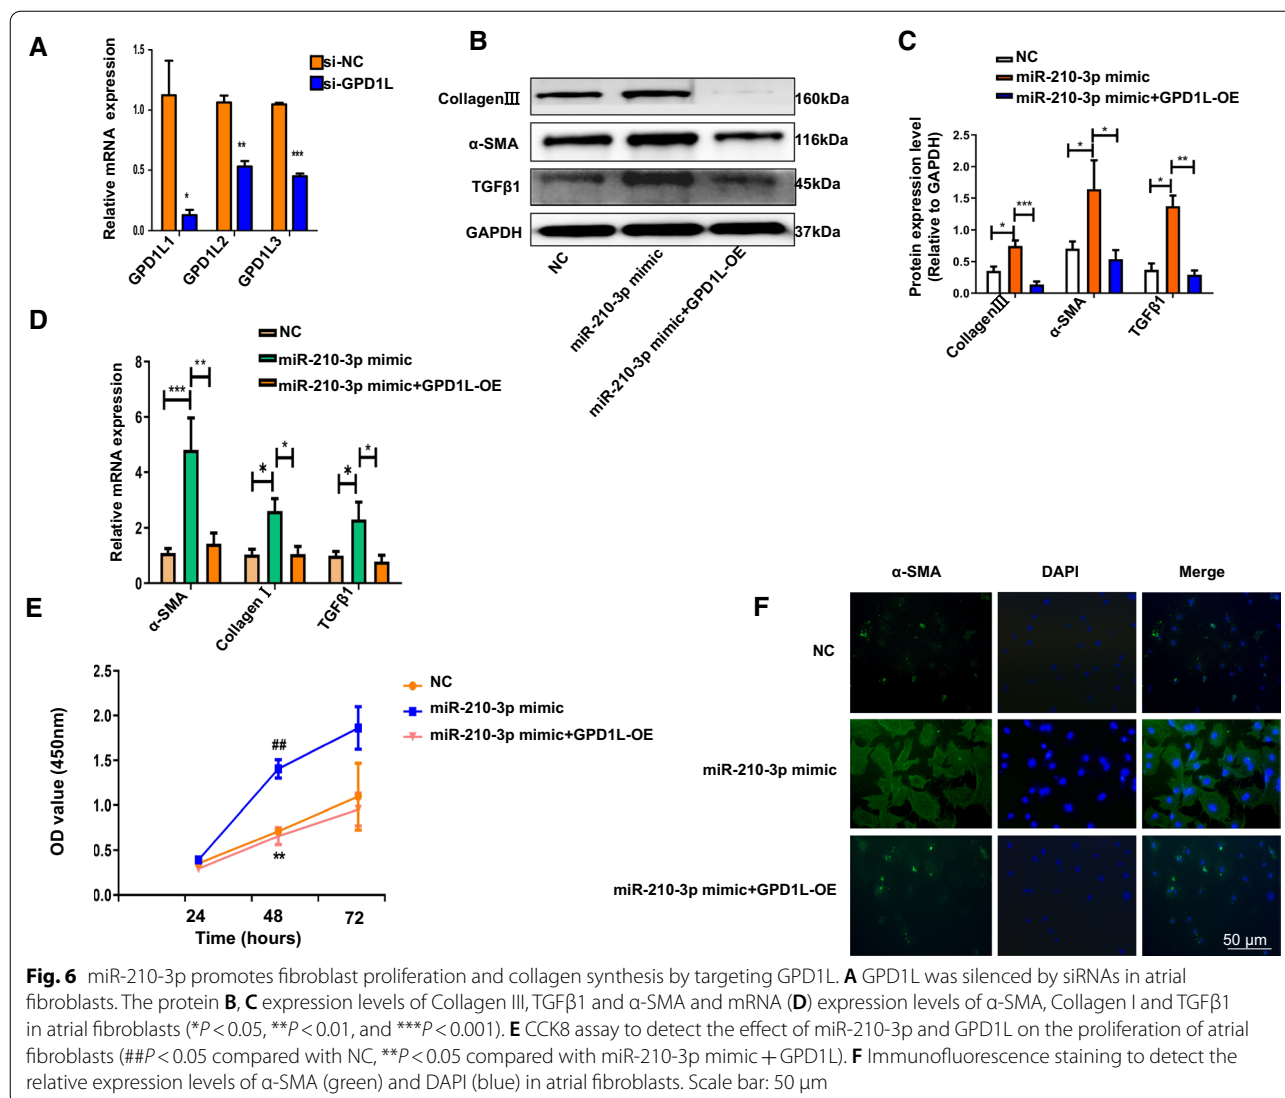 A
Relative mRNA expression
1.5
1.0
0.5
0.0
si-NC
si-GPD1L
*
**
***
GPD1L1
GPD1L2
GPD1L3
B
CollagenⅢ
160kDa
α-SMA
116kDa
TGFβ1
45kDa
GAPDH
37kDa
NC
miR-210-3p mimic
miR-210-3p mimic+GPD1L-OE
C
NC
miR-210-3p mimic
miR-210-3p mimic+GPD1L-OE
Protein expression level
(Relative to GAPDH)
2.5
2.0
1.5
1.0
0.5
0.0
*
***
*
*
*
**
CollagenⅢ
α-SMA
TGFβ1
D
NC
miR-210-3p mimic
miR-210-3p mimic+GPD1L-OE
Relative mRNA expression
8
6
4
2
0
***
**
*
*
*
*
α-SMA
Collagen Ⅰ
TGFβ1
E
OD value (450nm)
2.5
2.0
1.5
1.0
0.5
0.0
##
**
24
48
72
Time (hours)
NC
miR-210-3p mimic
miR-210-3p mimic+GPD1L-OE
F
α-SMA
DAPI
Merge
NC
miR-210-3p mimic
miR-210-3p mimic+GPD1L-OE
50 µm
Fig. 6 miR-210-3p promotes fibroblast proliferation and collagen synthesis by targeting GPD1L. A GPD1L was silenced by siRNAs in atrial
fibroblasts. The protein B, C expression levels of Collagen III, TGFβ1 and α-SMA and mRNA (D) expression levels of α-SMA, Collagen I and TGFβ1
in atrial fibroblasts (*P < 0.05, **P < 0.01, and ***P < 0.001). E CCK8 assay to detect the effect of miR-210-3p and GPD1L on the proliferation of atrial
fibroblasts (##P < 0.05 compared with NC, **P < 0.05 compared with miR-210-3p mimic + GPD1L). F Immunofluorescence staining to detect the
relative expression levels of α-SMA (green) and DAPI (blue) in atrial fibroblasts. Scale bar: 50 µm